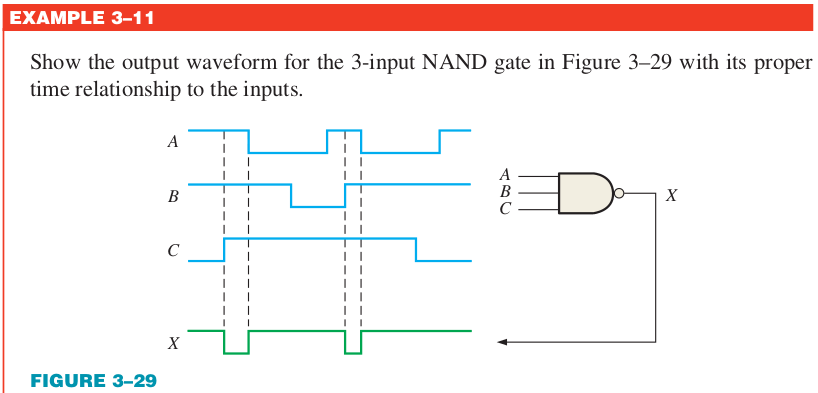 EXAMPLE 3–11
Show the output waveform for the 3-input NAND gate in Figure 3–29 with its proper
time relationship to the inputs.
A
B
C
X
A
B
C
X
FIGURE 3–29